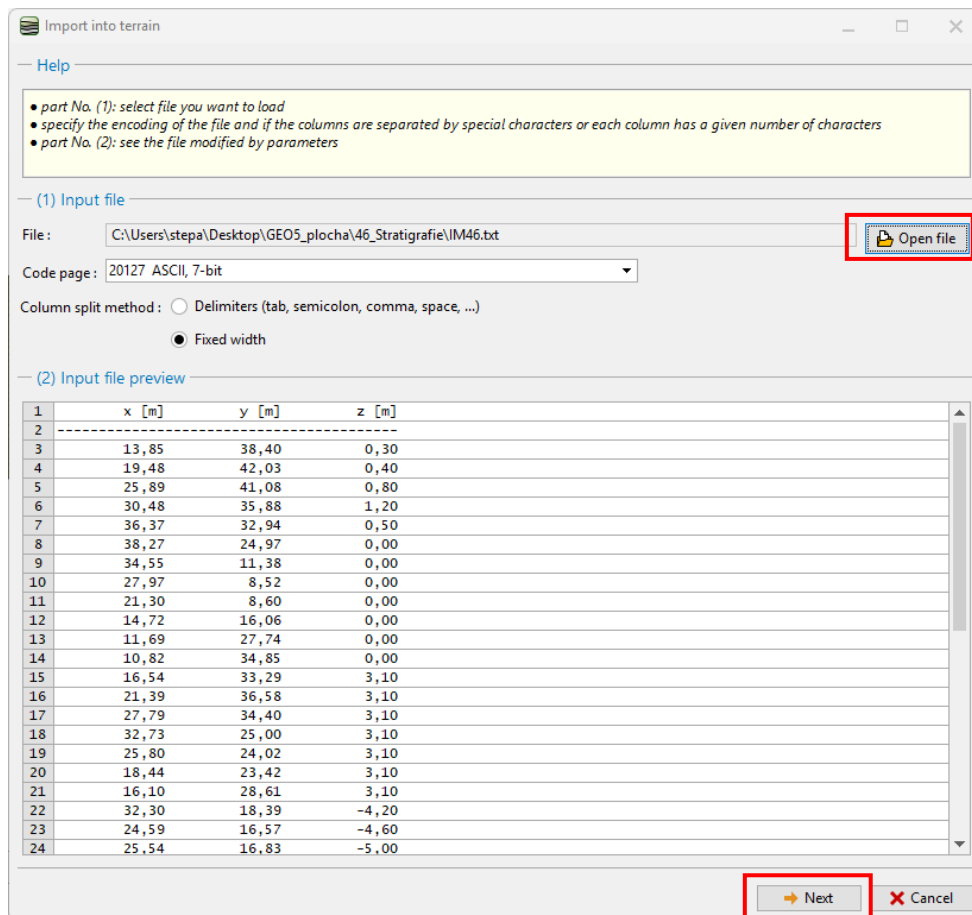 Import into terrain
Help
• part No. (1): select file you want to load
• specify the encoding of the file and if the columns are separated by special characters or each column has a given number of characters
• part No. (2): see the file modified by parameters
(1) Input file
File : C:\Users\stepa\Desktop\GEO5_plocha\46_Stratigrafie\IM46.txt Open file
Code page : 20127 ASCII, 7-bit
Column split method : Delimiters (tab, semicolon, comma, space, ...)
Fixed width
(2) Input file preview
1 x [m] y [m] z [m]
2 -----------------------------------------
3 13,85 38,40 0,30
4 19,48 42,03 0,40
5 25,89 41,08 0,80
6 30,48 35,88 1,20
7 36,37 32,94 0,50
8 38,27 24,97 0,00
9 34,55 11,38 0,00
10 27,97 8,52 0,00
11 21,30 8,60 0,00
12 14,72 16,06 0,00
13 11,69 27,74 0,00
14 10,82 34,85 0,00
15 16,54 33,29 3,10
16 21,39 36,58 3,10
17 27,79 34,40 3,10
18 32,73 25,00 3,10
19 25,80 24,02 3,10
20 18,44 23,42 3,10
21 16,10 28,61 3,10
22 32,30 18,39 -4,20
23 24,59 16,57 -4,60
24 25,54 16,83 -5,00
Next Cancel